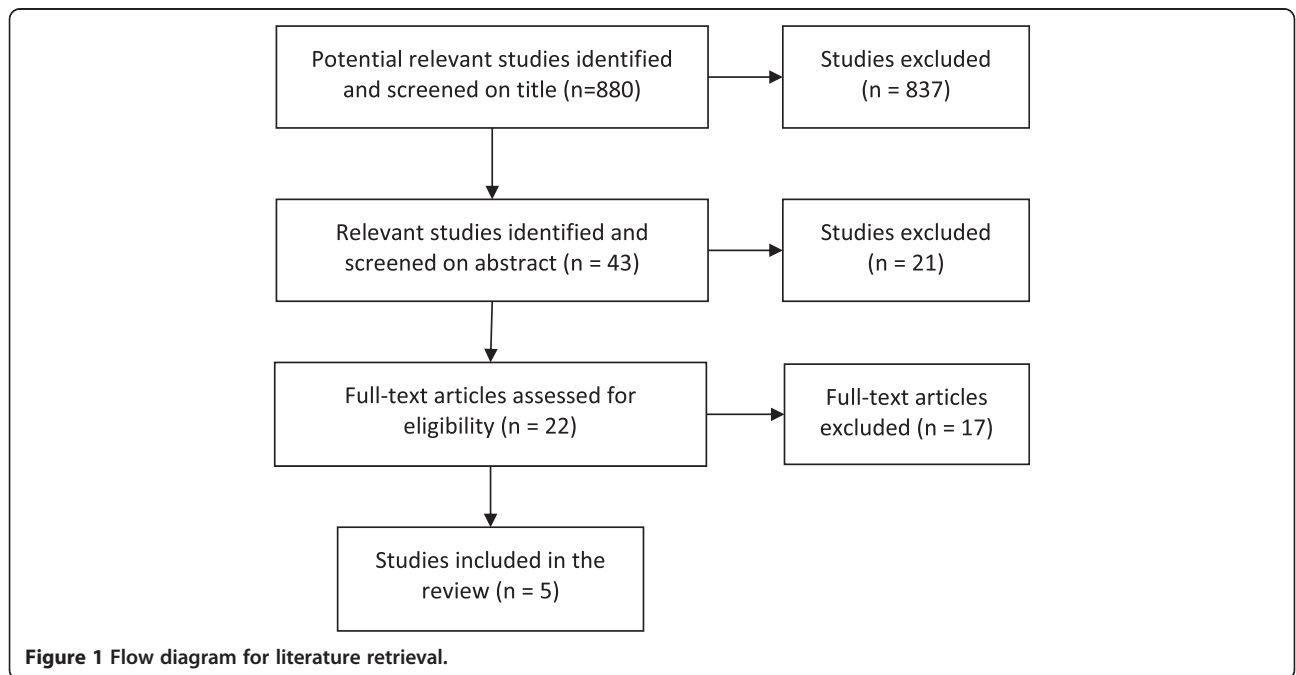 Potential relevant studies identified
and screened on title (n=880)
Studies excluded
(n = 837)
Relevant studies identified and
screened on abstract (n = 43)
Studies excluded
(n = 21)
Full-text articles assessed for
eligibility (n = 22)
Full-text articles
excluded (n = 17)
Studies included in the
review (n = 5)
Figure 1 Flow diagram for literature retrieval.